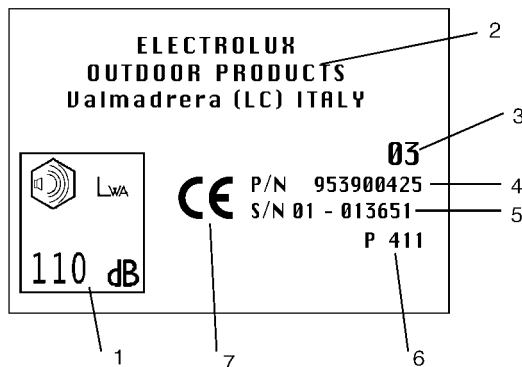 ELECTROLUX
OUTDOOR PRODUCTS
Valmadrera (LC) ITALY
2
03
3
LWA
CE
P/N 953900425
4
S/N 01 - 013651
5
P 411
110 dB
1
7
6